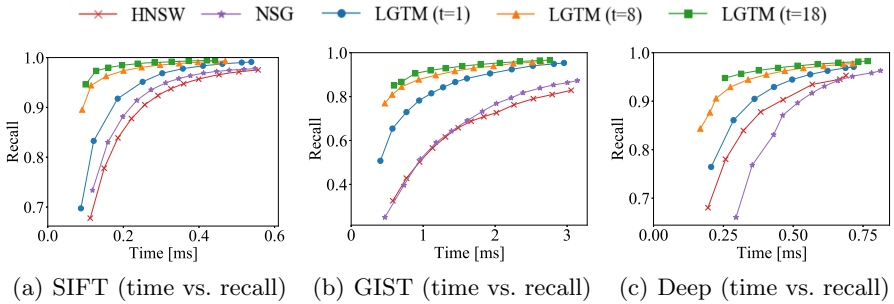 HNSW NSG LGTM (t=1) LGTM (t=8) LGTM (t=18)
1.0
0.9
0.8
0.7
Recall
0.0 0.2 0.4 0.6
Time [ms]
1.0
0.8
0.6
0.4
Recall
0 1 2 3
Time [ms]
1.0
0.9
0.8
0.7
Recall
0.00 0.25 0.50 0.75
Time [ms]
(a) SIFT (time vs. recall) (b) GIST (time vs. recall) (c) Deep (time vs. recall)